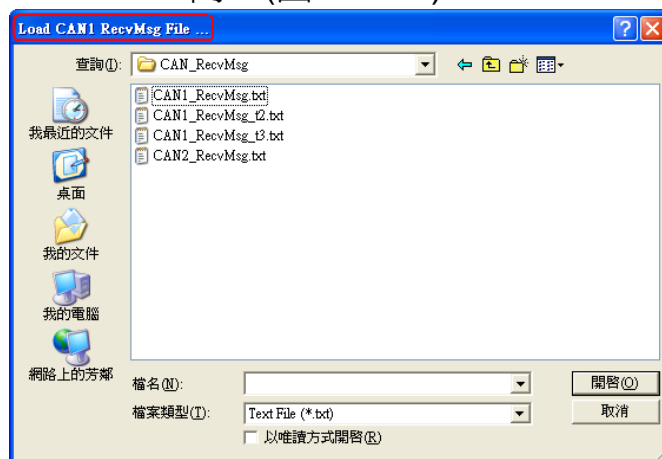 Load CAN1 RecvMsg File ...
查詢(I):
CAN_RecvMsg
CAN1_RecvMsg.txt
CAN1_RecvMsg_t2.txt
CAN1_RecvMsg_t3.txt
CAN2_RecvMsg.txt
我最近的文件
桌面
我的文件
我的電腦
網路上的芳鄰
檔名(N):
開啓(O)
檔案類型(T):
Text File (*.txt)
取消
以唯讀方式開啓(R)